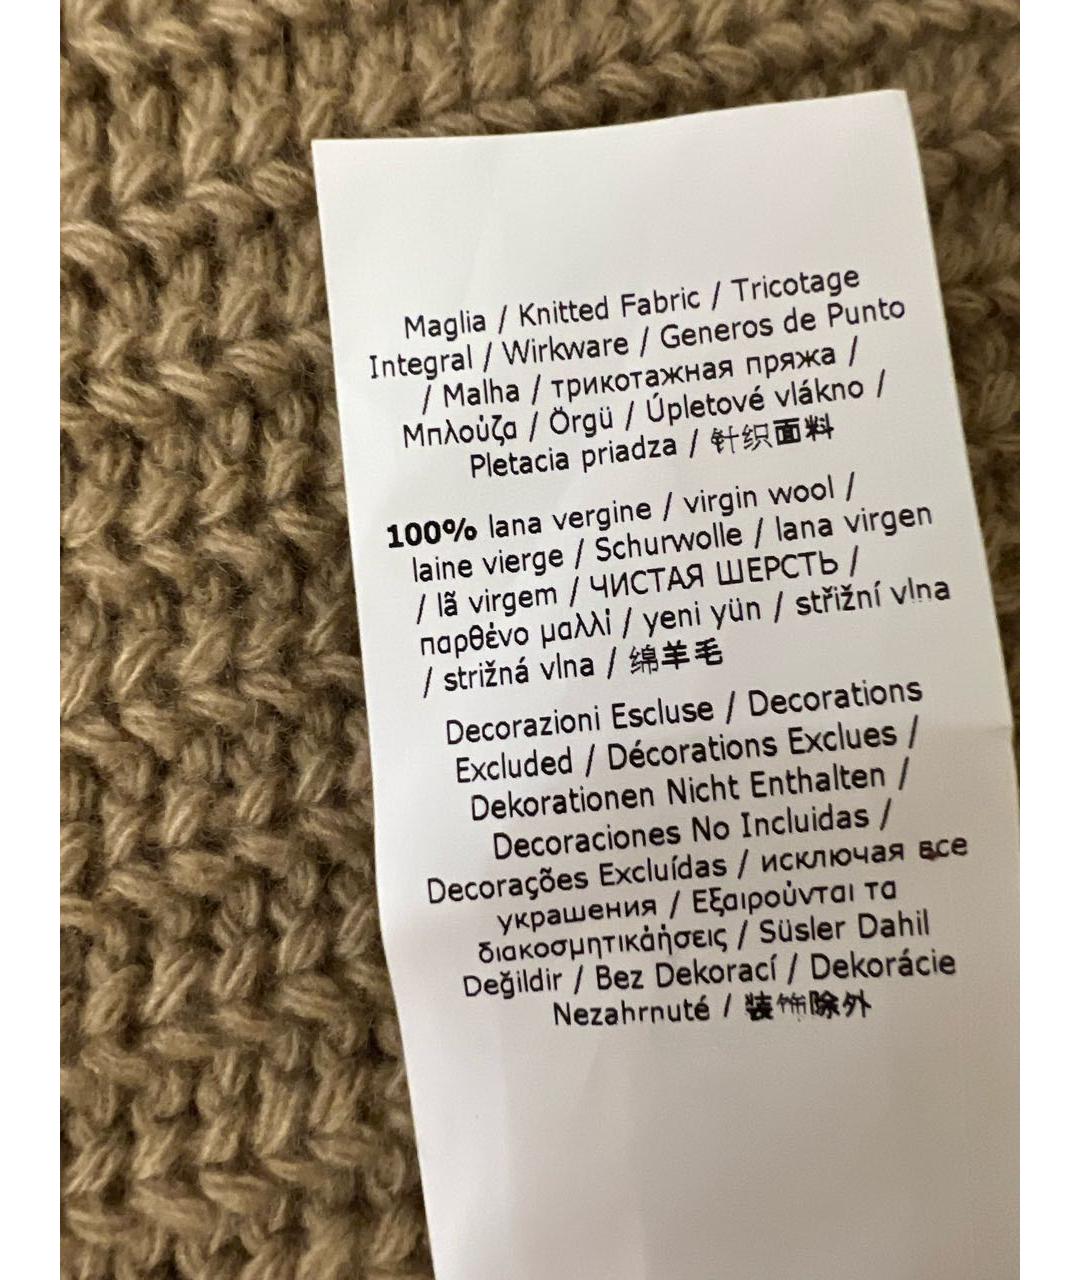 Maglia / Knitted Fabric / Tricotage
Integral / Wirkware / Generos de Punto
/ Malha / трикотажная пряжа /
Μπλούζα / Örgü / Úpletové vlákno /
Pletacia priadza / 针织面料
100% lana vergine / virgin wool /
laine vierge / Schurwolle / lana virgen
/ lã virgem / ЧИСТАЯ ШЕРСТЬ /
παρθένο μαλλί / yeni yün / střižní vlna
/ strižná vlna / 绵羊毛
Decorazioni Escluse / Decorations
Excluded / Décorations Exclues /
Dekorationen Nicht Enthalten /
Decoraciones No Incluidas /
Decorações Excluídas / исключая все
украшения / Εξαιρούνται τα
διακοσμητικάήσεις / Süsler Dahil
Değildir / Bez Dekorací / Dekorácie
Nezahrnuté / 装饰除外